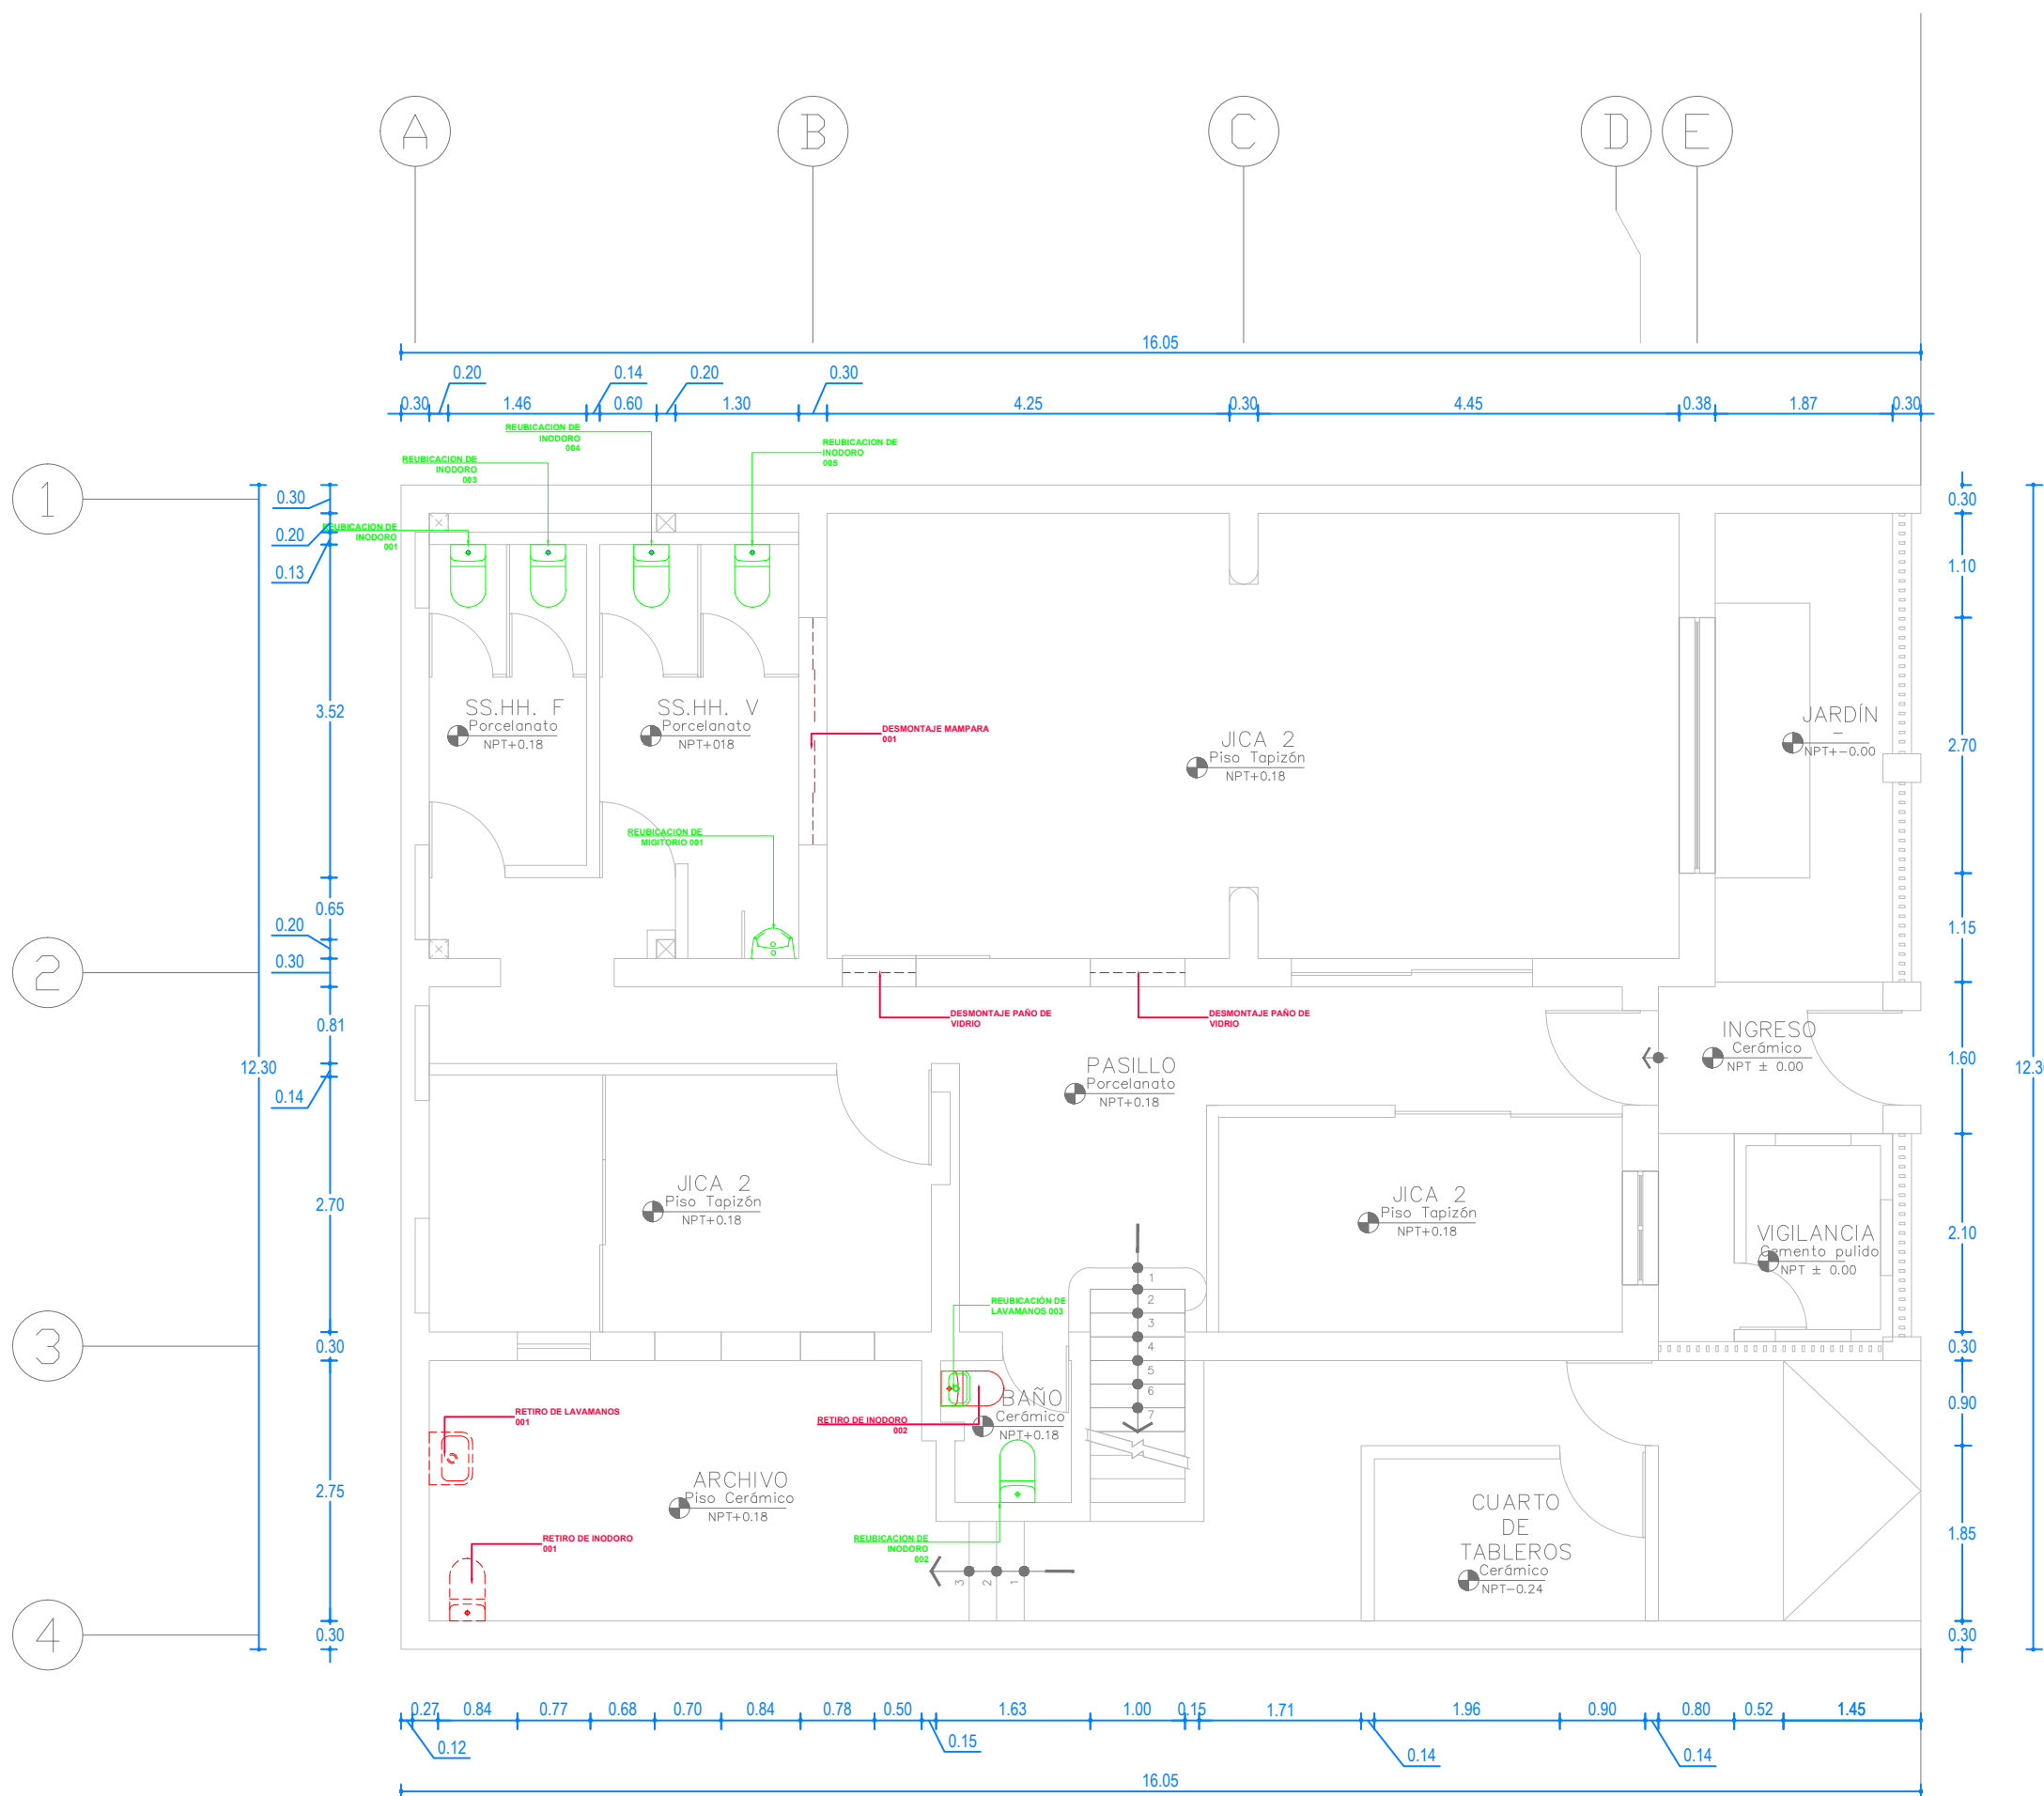 A
B
C
D
E
16.05
0.20
0.14
0.20
0.30
0.30
1.46
0.60
1.30
4.25
0.30
4.45
0.38
1.87
0.30
REUBICACION DE
INODORO
004
REUBICACION DE
INODORO
005
REUBICACION DE
INODORO
003
REUBICACION DE
INODORO
001
1
0.30
0.20
0.13
3.52
0.65
0.20
2
0.30
0.81
12.30
0.14
2.70
3
0.30
2.75
4
0.30
0.30
1.10
2.70
1.15
1.60
12.3
2.10
0.30
0.90
1.85
0.30
SS.HH. F
Porcelanato
NPT+0.18
SS.HH. V
Porcelanato
NPT+018
DESMONTAJE MAMPARA
001
JICA 2
Piso Tapizón
NPT+0.18
JARDÍN
-
NPT+-0.00
REUBICACION DE
MIGITORIO 001
DESMONTAJE PAÑO DE
VIDRIO
DESMONTAJE PAÑO DE
VIDRIO
INGRESO
Cerámico
NPT ± 0.00
PASILLO
Porcelanato
NPT+0.18
JICA 2
Piso Tapizón
NPT+0.18
JICA 2
Piso Tapizón
NPT+0.18
VIGILANCIA
Cemento pulido
NPT ± 0.00
1
2
3
4
5
6
7
REUBICACIÓN DE
LAVAMANOS 003
RETIRO DE LAVAMANOS
001
RETIRO DE INODORO
002
BAÑO
Cerámico
NPT+0.18
ARCHIVO
Piso Cerámico
NPT+0.18
RETIRO DE INODORO
001
REUBICACION DE
INODORO
002
3
2
1
CUARTO
DE
TABLEROS
Cerámico
NPT-0.24
0.27
0.84
0.77
0.68
0.70
0.84
0.78
0.50
1.63
1.00
0.15
1.71
1.96
0.90
0.80
0.52
1.45
0.12
0.15
0.14
0.14
16.05